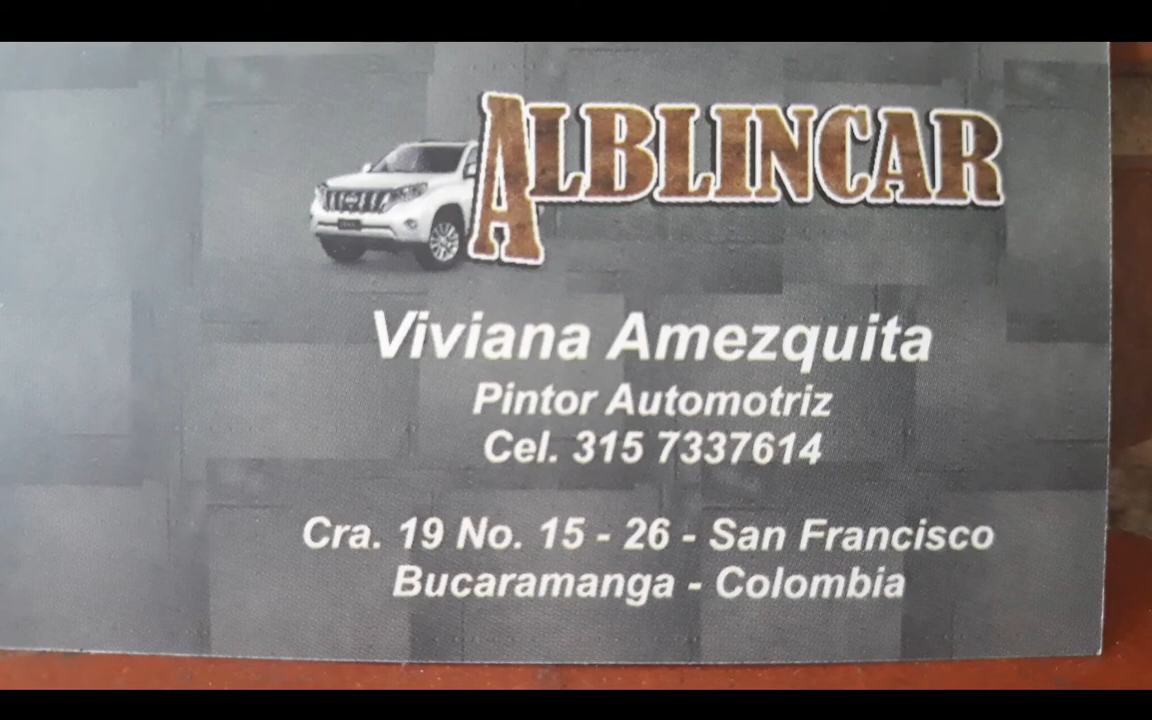 ALBLINCAR
Viviana Amezquita
Pintor Automotriz
Cel. 315 7337614
Cra. 19 No. 15 - 26 - San Francisco
Bucaramanga - Colombia